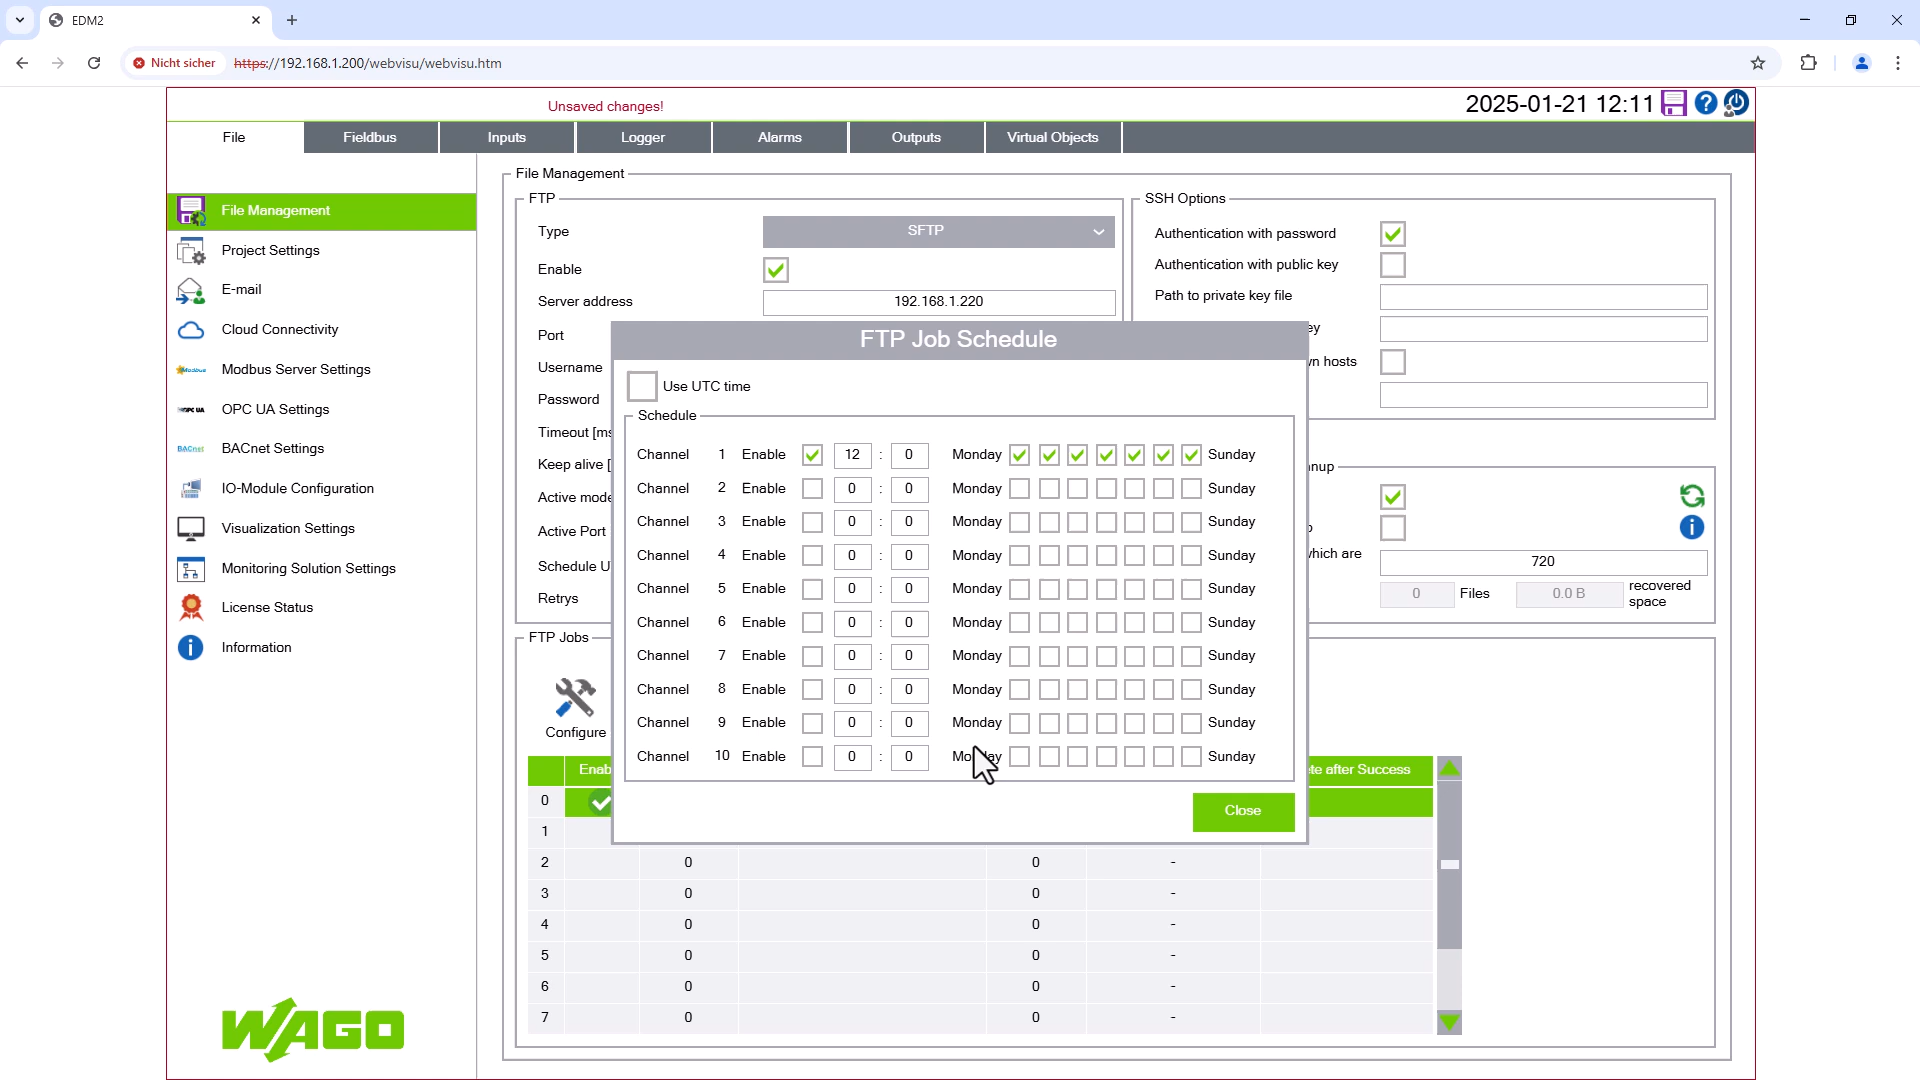 EDM2
Nicht sicher https://192.168.1.200/webvisu/webvisu.htm
Unsaved changes! 2025-01-21 12:11
File Fieldbus Inputs Logger Alarms Outputs Virtual Objects
File Management
Project Settings
E-mail
Cloud Connectivity
Modbus Modbus Server Settings
OPC UA OPC UA Settings
BACnet BACnet Settings
IO-Module Configuration
Visualization Settings
Monitoring Solution Settings
License Status
Information
WAGO
File Management
FTP
Type SFTP
Enable
Server address 192.168.1.220
Port
Username
Password
Timeout [ms
Keep alive [
Active mode
Active Port
Schedule U
Retrys
SSH Options
Authentication with password
Authentication with public key
Path to private key file
ey
wn hosts
nup
which are 720
0 Files 0.0 B recovered
space
FTP Job Schedule
Use UTC time
Schedule
Channel 1 Enable 12 : 0 Monday Sunday
Channel 2 Enable 0 : 0 Monday Sunday
Channel 3 Enable 0 : 0 Monday Sunday
Channel 4 Enable 0 : 0 Monday Sunday
Channel 5 Enable 0 : 0 Monday Sunday
Channel 6 Enable 0 : 0 Monday Sunday
Channel 7 Enable 0 : 0 Monday Sunday
Channel 8 Enable 0 : 0 Monday Sunday
Channel 9 Enable 0 : 0 Monday Sunday
Channel 10 Enable 0 : 0 Monday Sunday
Close
FTP Jobs
Configure
Enab ete after Success
0
1
2 0 0 -
3 0 0 -
4 0 0 -
5 0 0 -
6 0 0 -
7 0 0 -